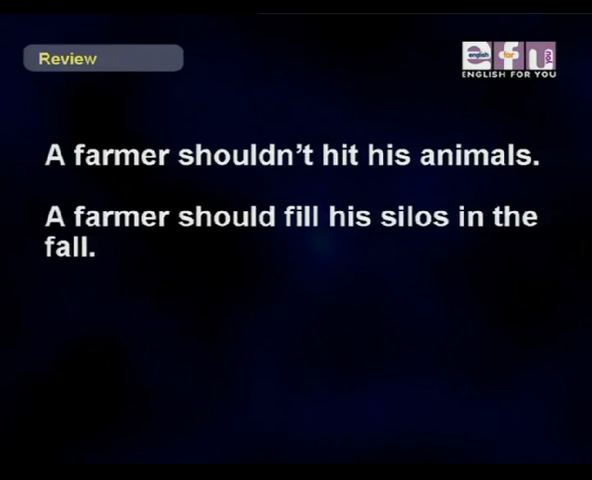 Review
english for you
ENGLISH FOR YOU
A farmer shouldn't hit his animals.
A farmer should fill his silos in the
fall.